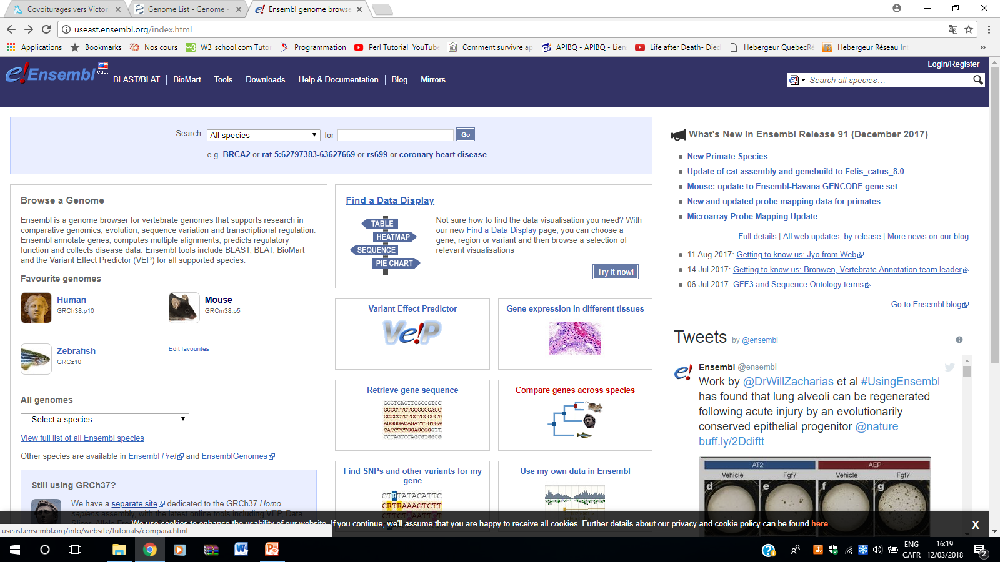 Covoiturages vers Victor
Genome List - Genome -
Ensembl genome browse
useast.ensembl.org/index.html
Applications
Bookmarks
Nos cours
W3_school.com Tutor
Programmation
Perl Tutorial YouTube
Comment survivre ap
APIBQ - APIBQ - Lien
Life after Death- Died
Hebergeur QuebecRe
Hebergeur Réseau In
»
e!Ensembl east
BLAST/BLAT | BioMart | Tools | Downloads | Help & Documentation | Blog | Mirrors
Login/Register
Search all species…
Search: All species for Go
e.g. BRCA2 or rat 5:62797383-63627669 or rs699 or coronary heart disease
Browse a Genome
Ensembl is a genome browser for vertebrate genomes that supports research in
comparative genomics, evolution, sequence variation and transcriptional regulation.
Ensembl annotate genes, computes multiple alignments, predicts regulatory
function and collects disease data. Ensembl tools include BLAST, BLAT, BioMart
and the Variant Effect Predictor (VEP) for all supported species.
Favourite genomes
Human
GRCh38.p10
Mouse
GRCm38.p5
Zebrafish
GRCz10
Edit favourites
All genomes
-- Select a species --
View full list of all Ensembl species
Other species are available in Ensembl Pre! and EnsemblGenomes
Still using GRCh37?
We have a separate site dedicated to the GRCh37 Homo
sapiens assembly, with the latest online tools including VEP, Data
Find a Data Display
TABLE
HEATMAP
SEQUENCE
PIE CHART
Not sure how to find the data visualisation you need? With
our new Find a Data Display page, you can choose a
gene, region or variant and then browse a selection of
relevant visualisations
Try it now!
Variant Effect Predictor
Ve!P
Gene expression in different tissues
Retrieve gene sequence
GCCTGACTTCCGGGTGGT
GGGCTTGTGGCGCGAGCT
GCGCCTCTGCTGCGCCTC
AGGGGACAGATTTGTGAC
CACCTCTGGAGCGGGTTA
CCCAGTCCAGCGTGGCGC
Compare genes across species
Find SNPs and other variants for my
gene
GTRTATACATTC
CRTRAAAGTCTT
Use my own data in Ensembl
What's New in Ensembl Release 91 (December 2017)
New Primate Species
Update of cat assembly and genebuild to Felis_catus_8.0
Mouse: update to Ensembl-Havana GENCODE gene set
New and updated probe mapping data for primates
Microarray Probe Mapping Update
Full details | All web updates, by release | More news on our blog
11 Aug 2017: Getting to know us: Jyo from Web
14 Jul 2017: Getting to know us: Bronwen, Vertebrate Annotation team leader
06 Jul 2017: GFF3 and Sequence Ontology terms
Go to Ensembl blog
Tweets by @ensembl
Ensembl @ensembl
Work by @DrWillZacharias et al #UsingEnsembl
has found that lung alveoli can be regenerated
following acute injury by an evolutionarily
conserved epithelial progenitor @nature
buff.ly/2Ddiftt
AT2 AEP
Vehicle Fgf7 Vehicle Fgf7
d e f g
We use cookies to enhance the usability of our website. If you continue, we'll assume that you are happy to receive all cookies. Further details about our privacy and cookie policy can be found here. X
useast.ensembl.org/info/website/tutorials/compara.html
ENG
CAFR
16:19
12/03/2018
2